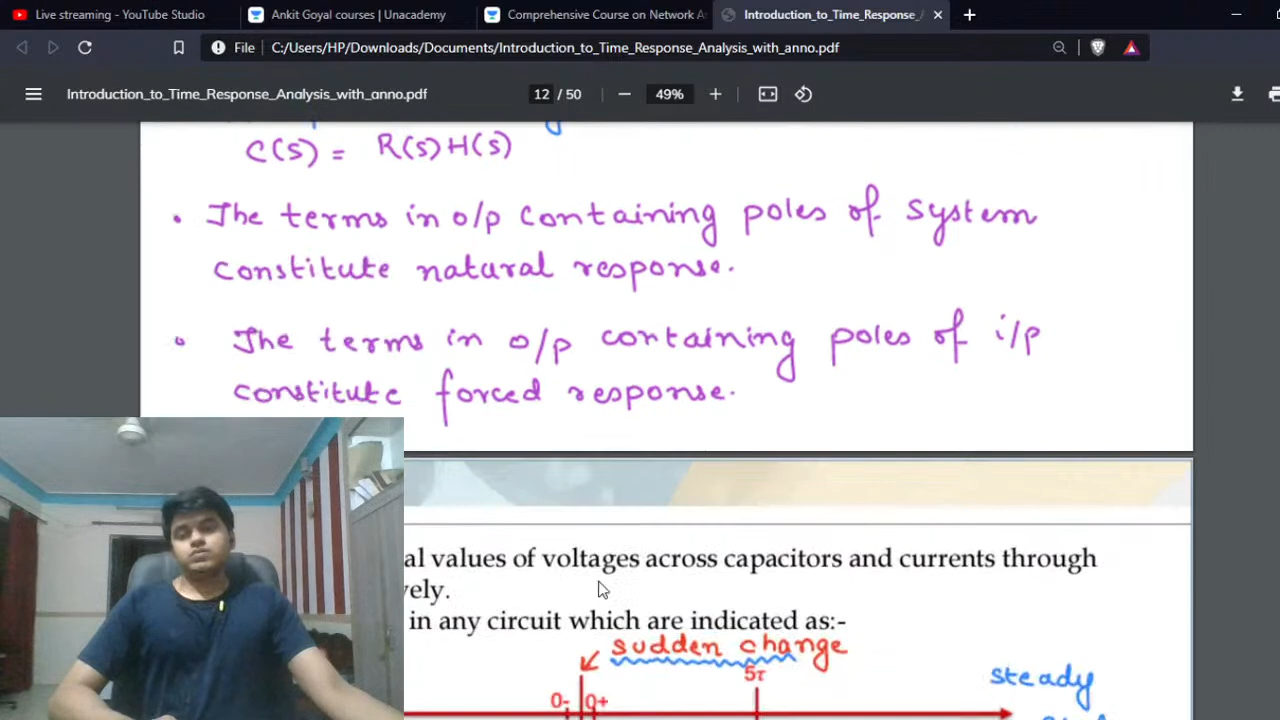 Live streaming - YouTube Studio
Ankit Goyal courses | Unacademy
Comprehensive Course on Network A
Introduction_to_Time_Response_
File C:/Users/HP/Downloads/Documents/Introduction_to_Time_Response_Analysis_with_anno.pdf
Introduction_to_Time_Response_Analysis_with_anno.pdf
12 / 50
49%
C(s) = R(s)H(s)
• The terms in o/p containing poles of system
constitute natural response.
• The terms in o/p containing poles of i/p
constitute forced response.
al values of voltages across capacitors and currents through
vely.
in any circuit which are indicated as:-
sudden change
5τ
steady
0- 0+